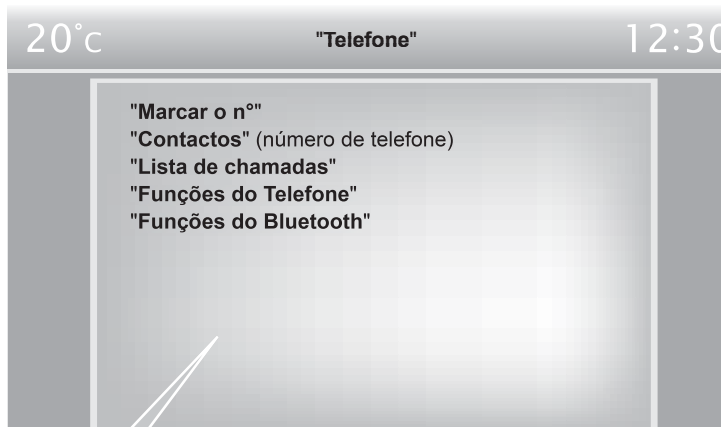 20°C "Telefone" 12:30
"Marcar o n°"
"Contactos" (número de telefone)
"Lista de chamadas"
"Funções do Telefone"
"Funções do Bluetooth"